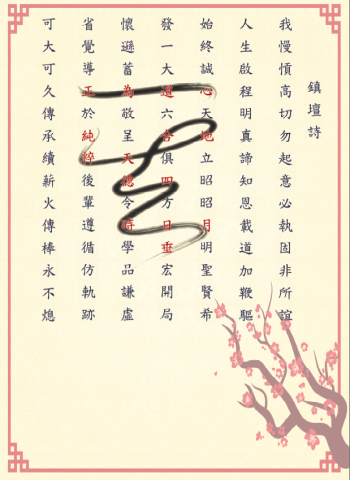 鎮壇詩
我慢慣高切勿起意必執固非所誼
人生啟程明真諦知恩載道加鞭驅
始終誠心天地立昭昭月明聖賢希
發一大道六合俱四方日垂宏開局
懷遜蓄為敬呈天德令詩學品謙虛
省覺導正於純粹後輩遵循仿軌跡
可大可久傳承續薪火傳棒永不熄